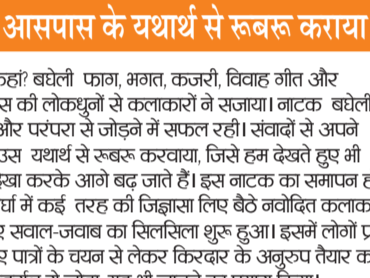 आसपास के यथार्थ से रूबरू कराया
कहां? बघेली फाग, भगत, कजरी, विवाह गीत और
स की लोकधुनों से कलाकारों ने सजाया। नाटक बघेली
और परंपरा से जोड़ने में सफल रही। संवादों से अपने
उस यथार्थ से रूबरू करवाया, जिसे हम देखते हुए भी
खा करके आगे बढ़ जाते हैं। इस नाटक का समापन ह
र्घा में कई तरह की जिज्ञासा लिए बैठे नवोदित कलाक
ए सवाल-जवाब का सिलसिला शुरू हुआ। इसमें लोगों प्र
ए पात्रों के चयन से लेकर किरदार के अनुरुप तैयार क